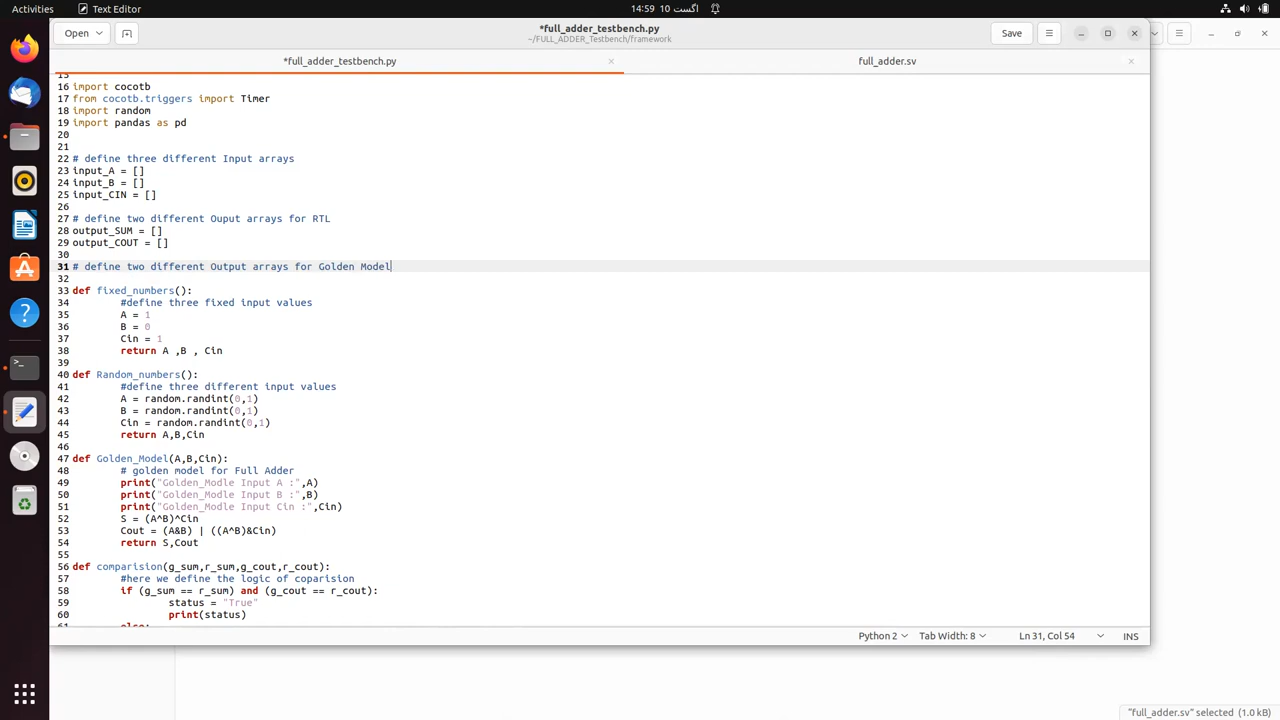 Activities
Text Editor
14:59 10 اگست
Open
*full_adder_testbench.py
~/FULL_ADDER_Testbench/framework
Save
*full_adder_testbench.py
full_adder.sv
15
16 import cocotb
17 from cocotb.triggers import Timer
18 import random
19 import pandas as pd
20
21
22 # define three different Input arrays
23 input_A = []
24 input_B = []
25 input_CIN = []
26
27 # define two different Ouput arrays for RTL
28 output_SUM = []
29 output_COUT = []
30
31 # define two different Output arrays for Golden Model
32
33 def fixed_numbers():
34 #define three fixed input values
35 A = 1
36 B = 0
37 Cin = 1
38 return A ,B , Cin
39
40 def Random_numbers():
41 #define three different input values
42 A = random.randint(0,1)
43 B = random.randint(0,1)
44 Cin = random.randint(0,1)
45 return A,B,Cin
46
47 def Golden_Model(A,B,Cin):
48 # golden model for Full Adder
49 print("Golden_Modle Input A :",A)
50 print("Golden_Modle Input B :",B)
51 print("Golden_Modle Input Cin :",Cin)
52 S = (A^B)^Cin
53 Cout = (A&B) | ((A^B)&Cin)
54 return S,Cout
55
56 def comparision(g_sum,r_sum,g_cout,r_cout):
57 #here we define the logic of coparision
58 if (g_sum == r_sum) and (g_cout == r_cout):
59 status = "True"
60 print(status)
61 else:
Python 2
Tab Width: 8
Ln 31, Col 54
INS
"full_adder.sv" selected (1.0 kB)